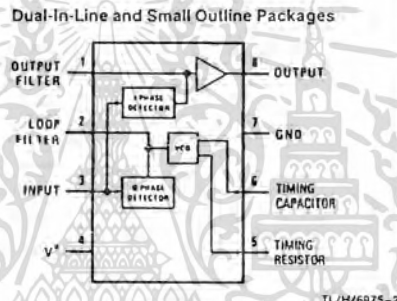 Dual-In-Line and Small Outline Packages
1
OUTPUT
FILTER
8
OUTPUT
I PHASE
DETECTOR
2
LOOP
FILTER
7
GND
VCO
3
INPUT
Q PHASE
DETECTOR
6
TIMING
CAPACITOR
4
V+
5
TIMING
RESISTOR
TL/H/6975-2